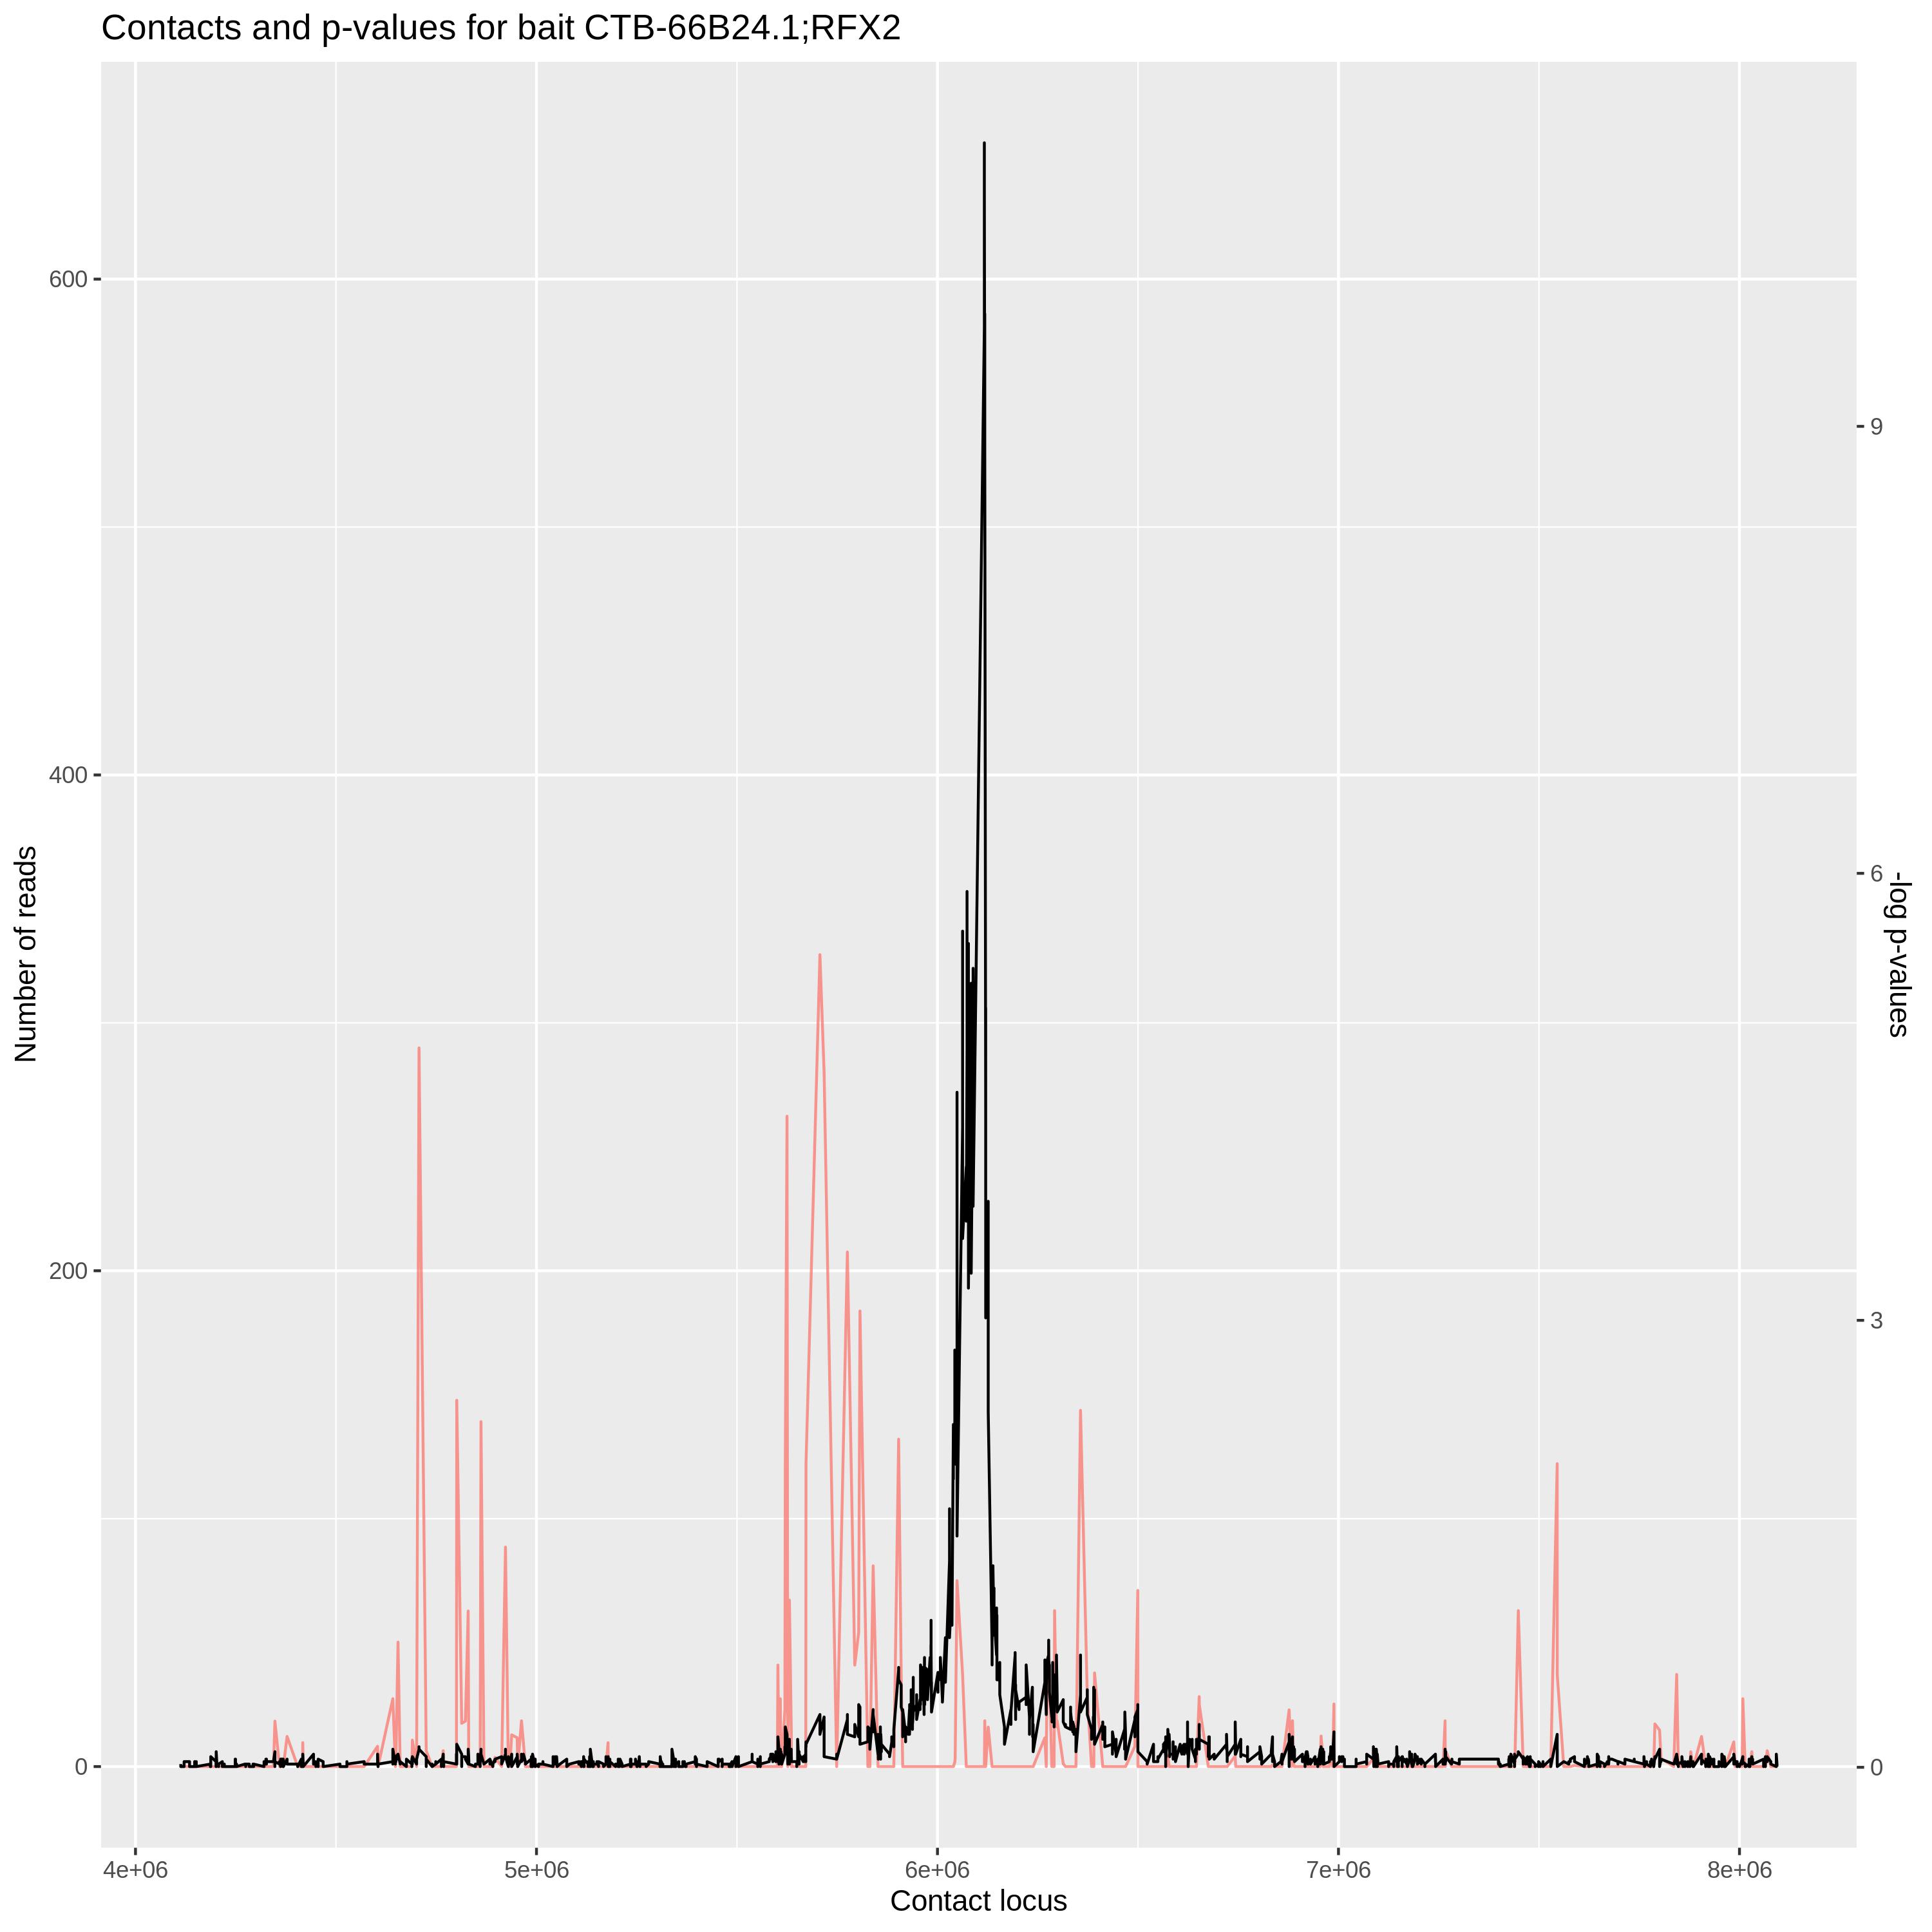 Contacts and p-values for bait CTB-66B24.1;RFX2
Number of reads
600
400
200
0
9
6
3
0
-log p-values
4e+06 5e+06 6e+06 7e+06 8e+06
Contact locus